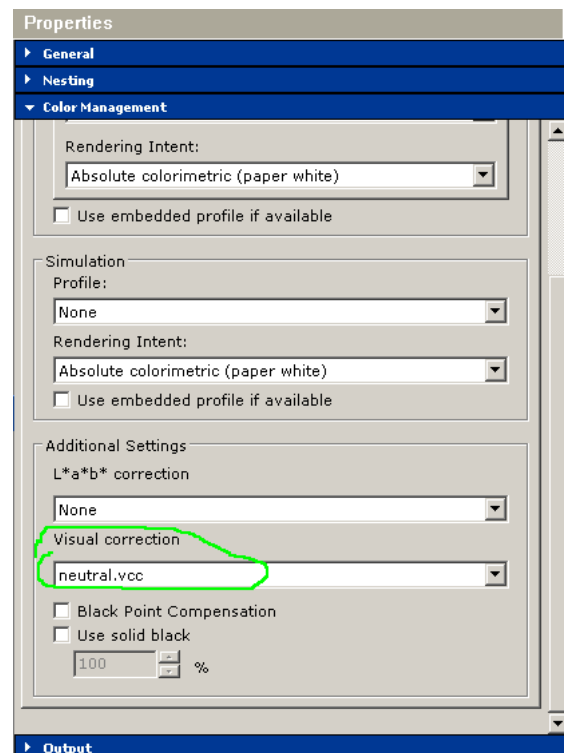 Properties
General
Nesting
Color Management
Rendering Intent:
Absolute colorimetric (paper white)
Use embedded profile if available
Simulation
Profile:
None
Rendering Intent:
Absolute colorimetric (paper white)
Use embedded profile if available
Additional Settings
L*a*b* correction
None
Visual correction
neutral.vcc
Black Point Compensation
Use solid black
100 %
Output